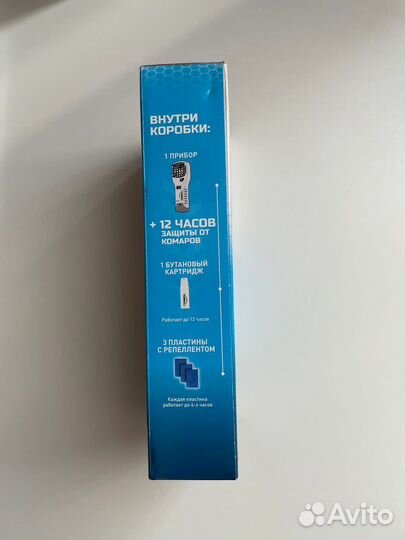 ВНУТРИ
КОРОБКИ:
1 ПРИБОР
+ 12 ЧАСОВ
ЗАЩИТЫ ОТ
КОМАРОВ
1 БУТАНОВЫЙ
КАРТРИДЖ
Работает до 12 часов
3 ПЛАСТИНЫ
С РЕПЕЛЛЕНТОМ
Каждая пластина
работает до 4-х часов
Avito